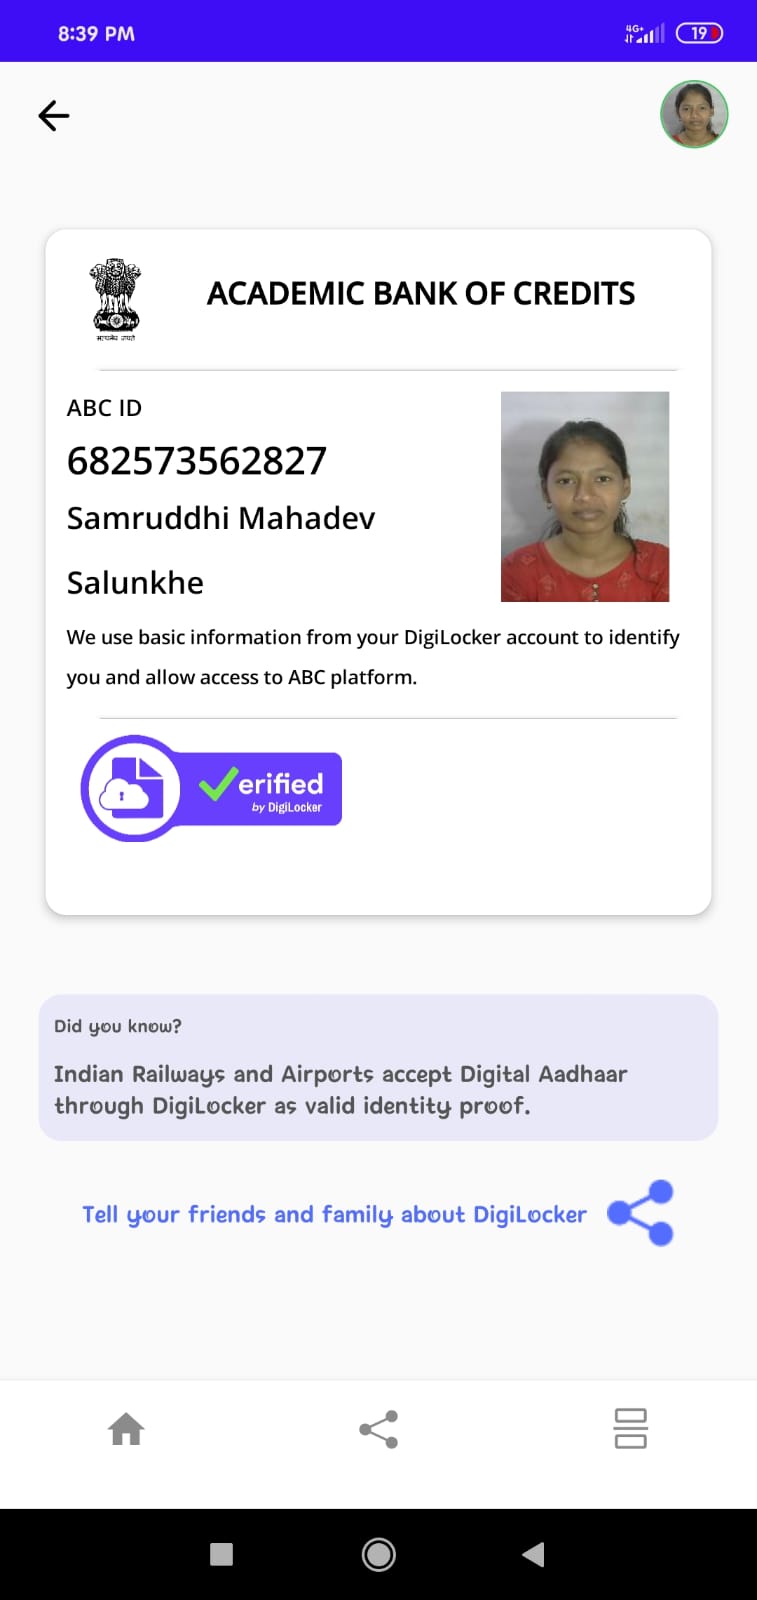 8:39 PM
4G+
19
ACADEMIC BANK OF CREDITS
सत्यमेव जयते
ABC ID
682573562827
Samruddhi Mahadev
Salunkhe
We use basic information from your DigiLocker account to identify
you and allow access to ABC platform.
erified
by DigiLocker
Did you know?
Indian Railways and Airports accept Digital Aadhaar
through DigiLocker as valid identity proof.
Tell your friends and family about DigiLocker